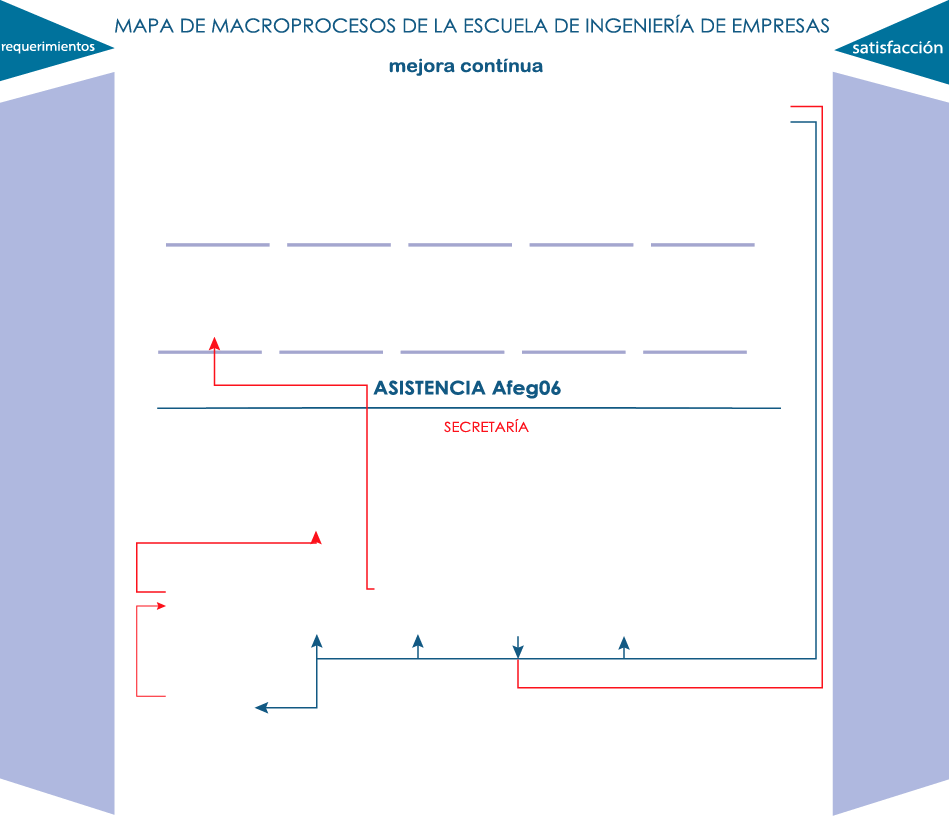 MAPA DE MACROPROCESOS DE LA ESCUELA DE INGENIERÍA DE EMPRESAS
requerimientos
satisfacción
mejora contínua
ASISTENCIA Afeg06
SECRETARÍA